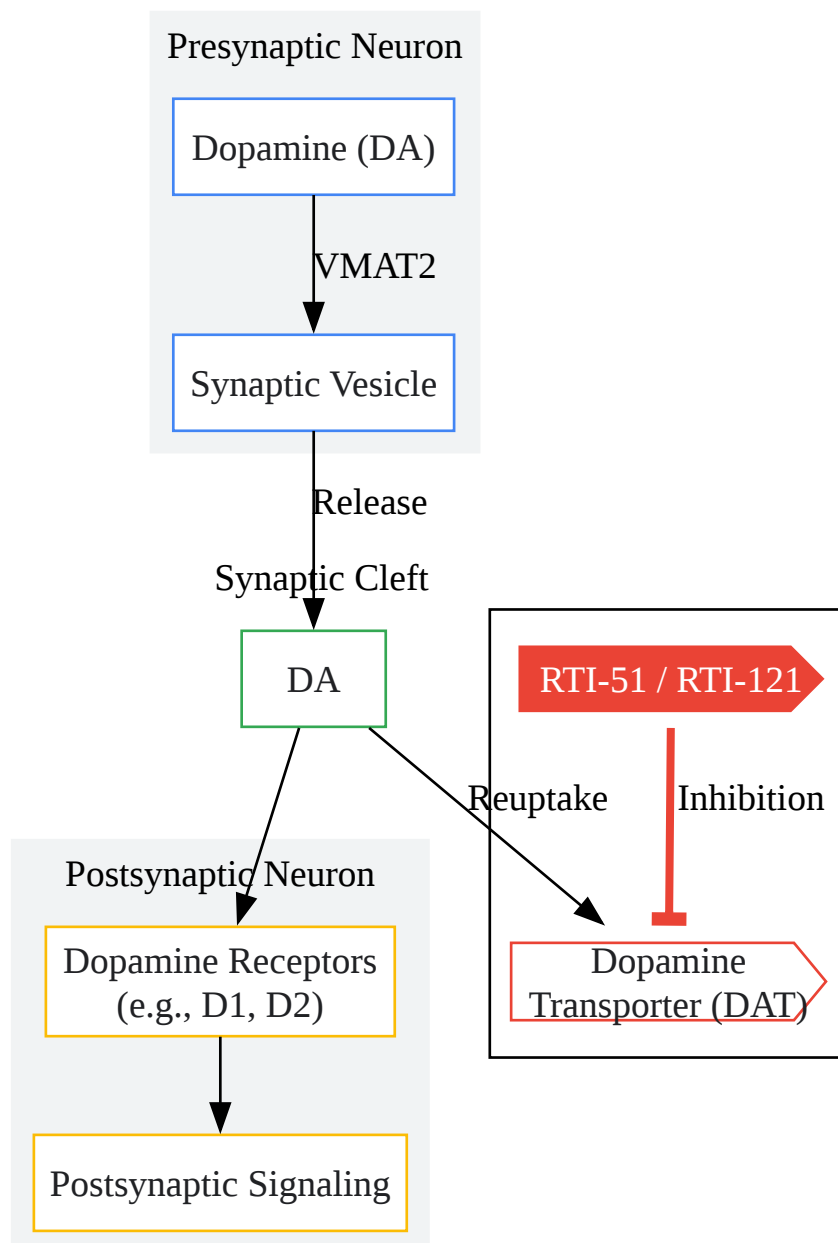 Presynaptic Neuron
Dopamine (DA)
VMAT2
Synaptic Vesicle
Release
Synaptic Cleft
DA
RTI-51 / RTI-121
Reuptake
Inhibition
Postsynaptic Neuron
Dopamine Receptors
(e.g., D1, D2)
Dopamine
Transporter (DAT)
Postsynaptic Signaling